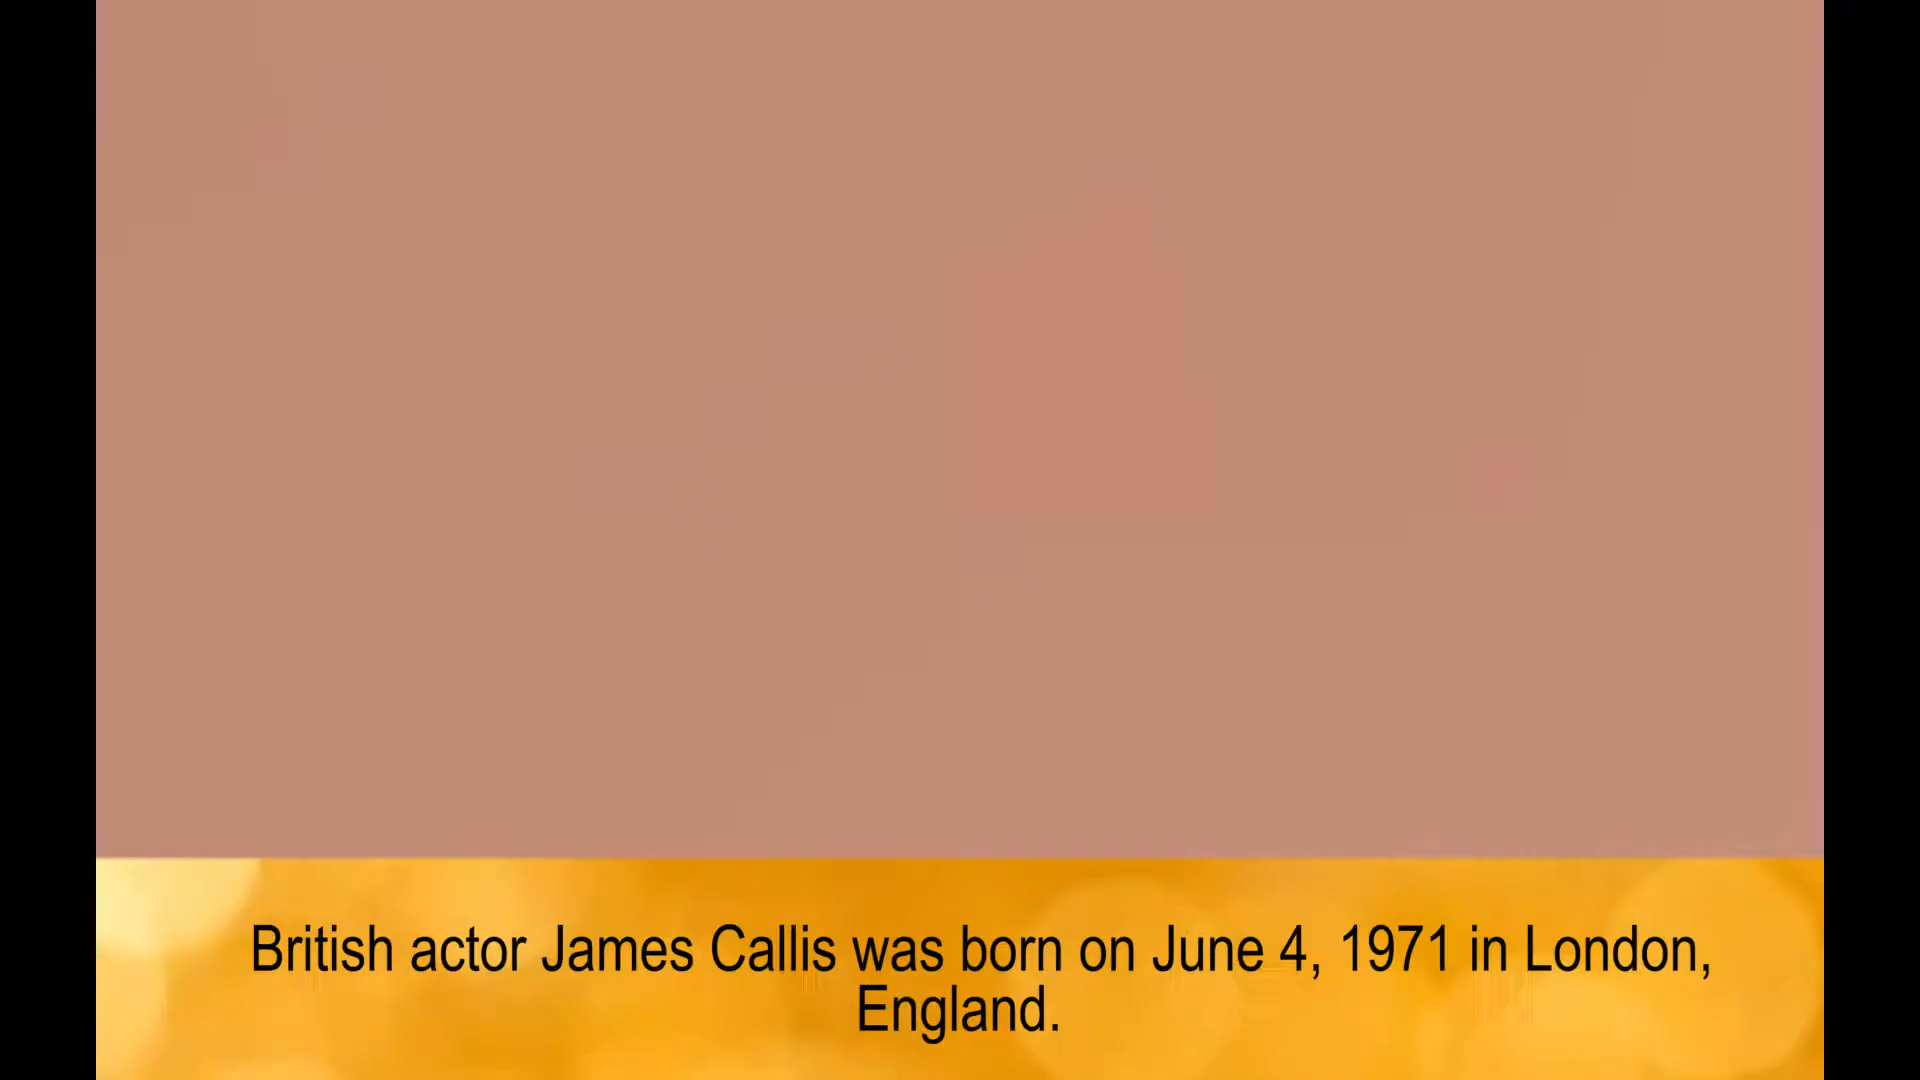 British actor James Callis was born on June 4, 1971 in London,
England.